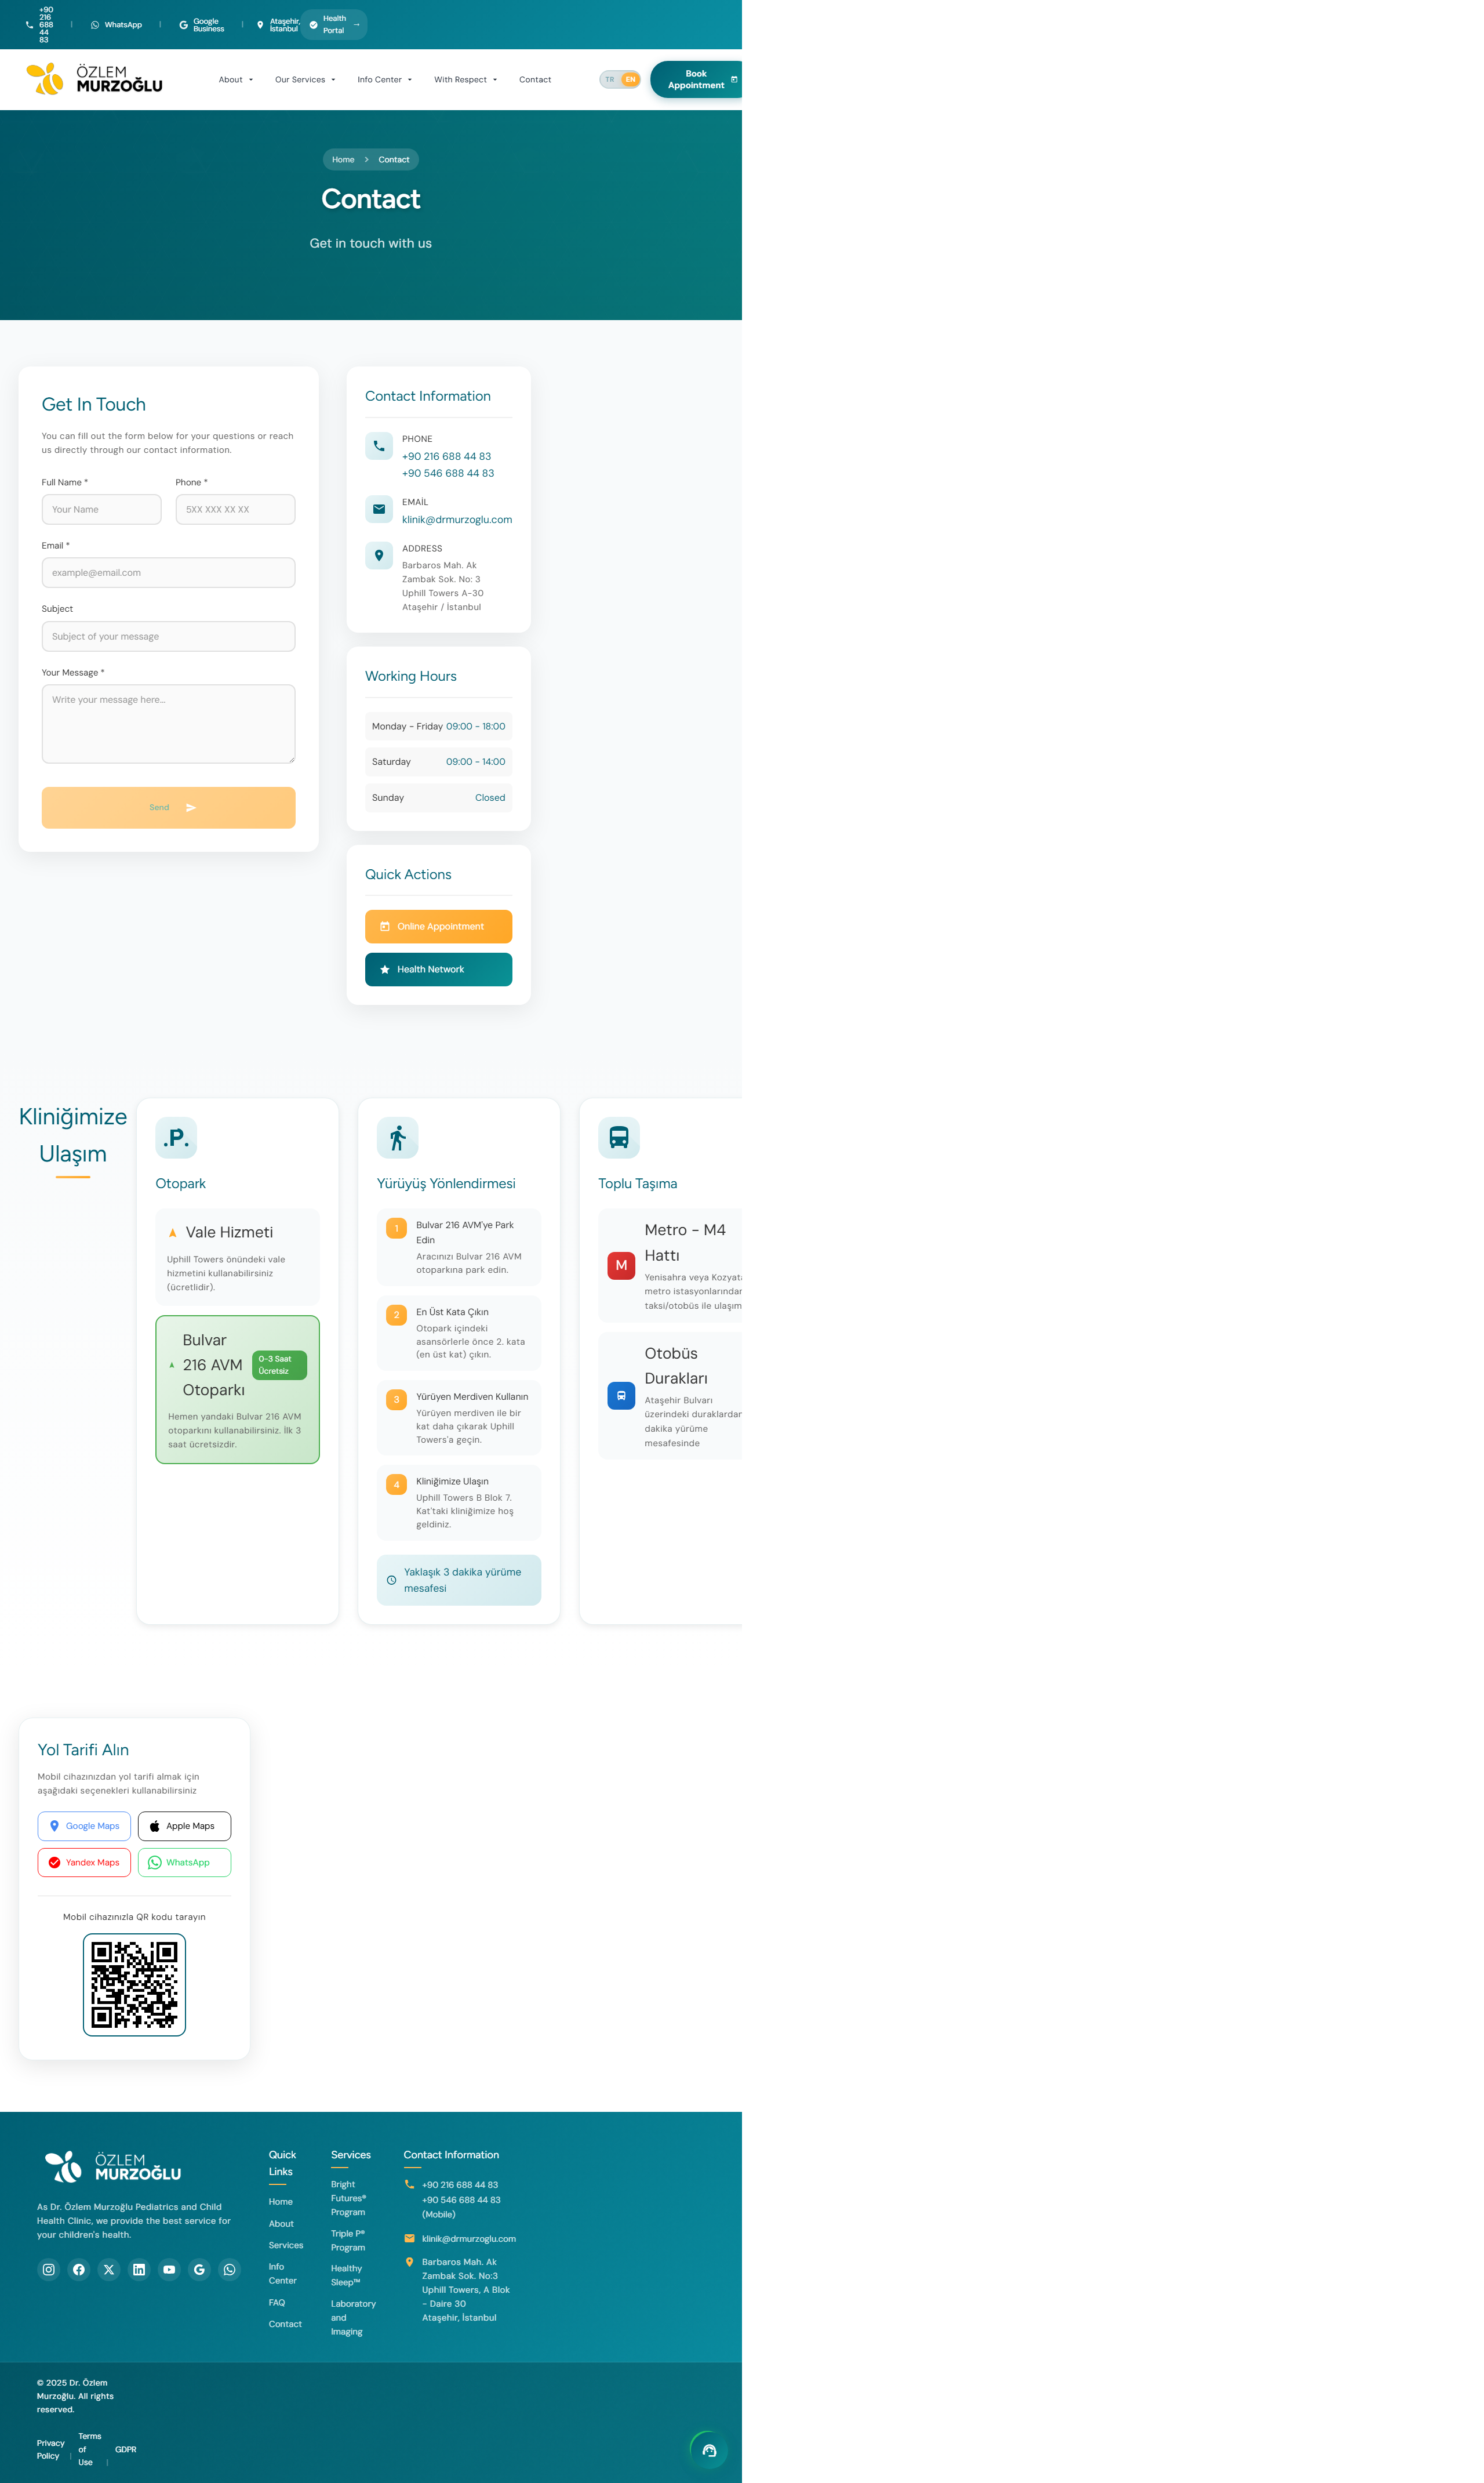 +90
216
688
44
83
|
WhatsApp
|
Google
Business
|
Ataşehir,
İstanbul
Health
Portal →
ÖZLEM
MURZOĞLU
About
Our Services
Info Center
With Respect
Contact
TR EN
Book
Appointment
Home > Contact
Contact
Get in touch with us
Get In Touch
You can fill out the form below for your questions or reach
us directly through our contact information.
Full Name *
Phone *
Your Name
5XX XXX XX XX
Email *
example@email.com
Subject
Subject of your message
Your Message *
Write your message here...
Send
Contact Information
PHONE
+90 216 688 44 83
+90 546 688 44 83
EMAİL
klinik@drmurzoglu.com
ADDRESS
Barbaros Mah. Ak
Zambak Sok. No: 3
Uphill Towers A-30
Ataşehir / İstanbul
Working Hours
Monday - Friday 09:00 - 18:00
Saturday 09:00 - 14:00
Sunday Closed
Quick Actions
Online Appointment
Health Network
Kliniğimize
Ulaşım
.P.
Otopark
Vale Hizmeti
Uphill Towers önündeki vale
hizmetini kullanabilirsiniz
(ücretlidir).
Bulvar
216 AVM
Otoparkı
0-3 Saat
Ücretsiz
Hemen yandaki Bulvar 216 AVM
otoparkını kullanabilirsiniz. İlk 3
saat ücretsizdir.
Yürüyüş Yönlendirmesi
1
Bulvar 216 AVM'ye Park
Edin
Aracınızı Bulvar 216 AVM
otoparkına park edin.
2
En Üst Kata Çıkın
Otopark içindeki
asansörlerle önce 2. kata
(en üst kat) çıkın.
3
Yürüyen Merdiven Kullanın
Yürüyen merdiven ile bir
kat daha çıkarak Uphill
Towers'a geçin.
4
Kliniğimize Ulaşın
Uphill Towers B Blok 7.
Kat'taki kliniğimize hoş
geldiniz.
Yaklaşık 3 dakika yürüme
mesafesi
Toplu Taşıma
M
Metro - M4
Hattı
Yenisahra veya Kozyata
metro istasyonlarından
taksi/otobüs ile ulaşım
Otobüs
Durakları
Ataşehir Bulvarı
üzerindeki duraklardan
dakika yürüme
mesafesinde
Yol Tarifi Alın
Mobil cihazınızdan yol tarifi almak için
aşağıdaki seçenekleri kullanabilirsiniz
Google Maps
Apple Maps
Yandex Maps
WhatsApp
Mobil cihazınızla QR kodu tarayın
ÖZLEM
MURZOĞLU
As Dr. Özlem Murzoğlu Pediatrics and Child
Health Clinic, we provide the best service for
your children's health.
Quick
Links
Home
About
Services
Info
Center
FAQ
Contact
Services
Bright
Futures®
Program
Triple P®
Program
Healthy
Sleep™
Laboratory
and
Imaging
Contact Information
+90 216 688 44 83
+90 546 688 44 83
(Mobile)
klinik@drmurzoglu.com
Barbaros Mah. Ak
Zambak Sok. No:3
Uphill Towers, A Blok
- Daire 30
Ataşehir, İstanbul
© 2025 Dr. Özlem
Murzoğlu. All rights
reserved.
Privacy
Policy
|
Terms
of
Use
|
GDPR